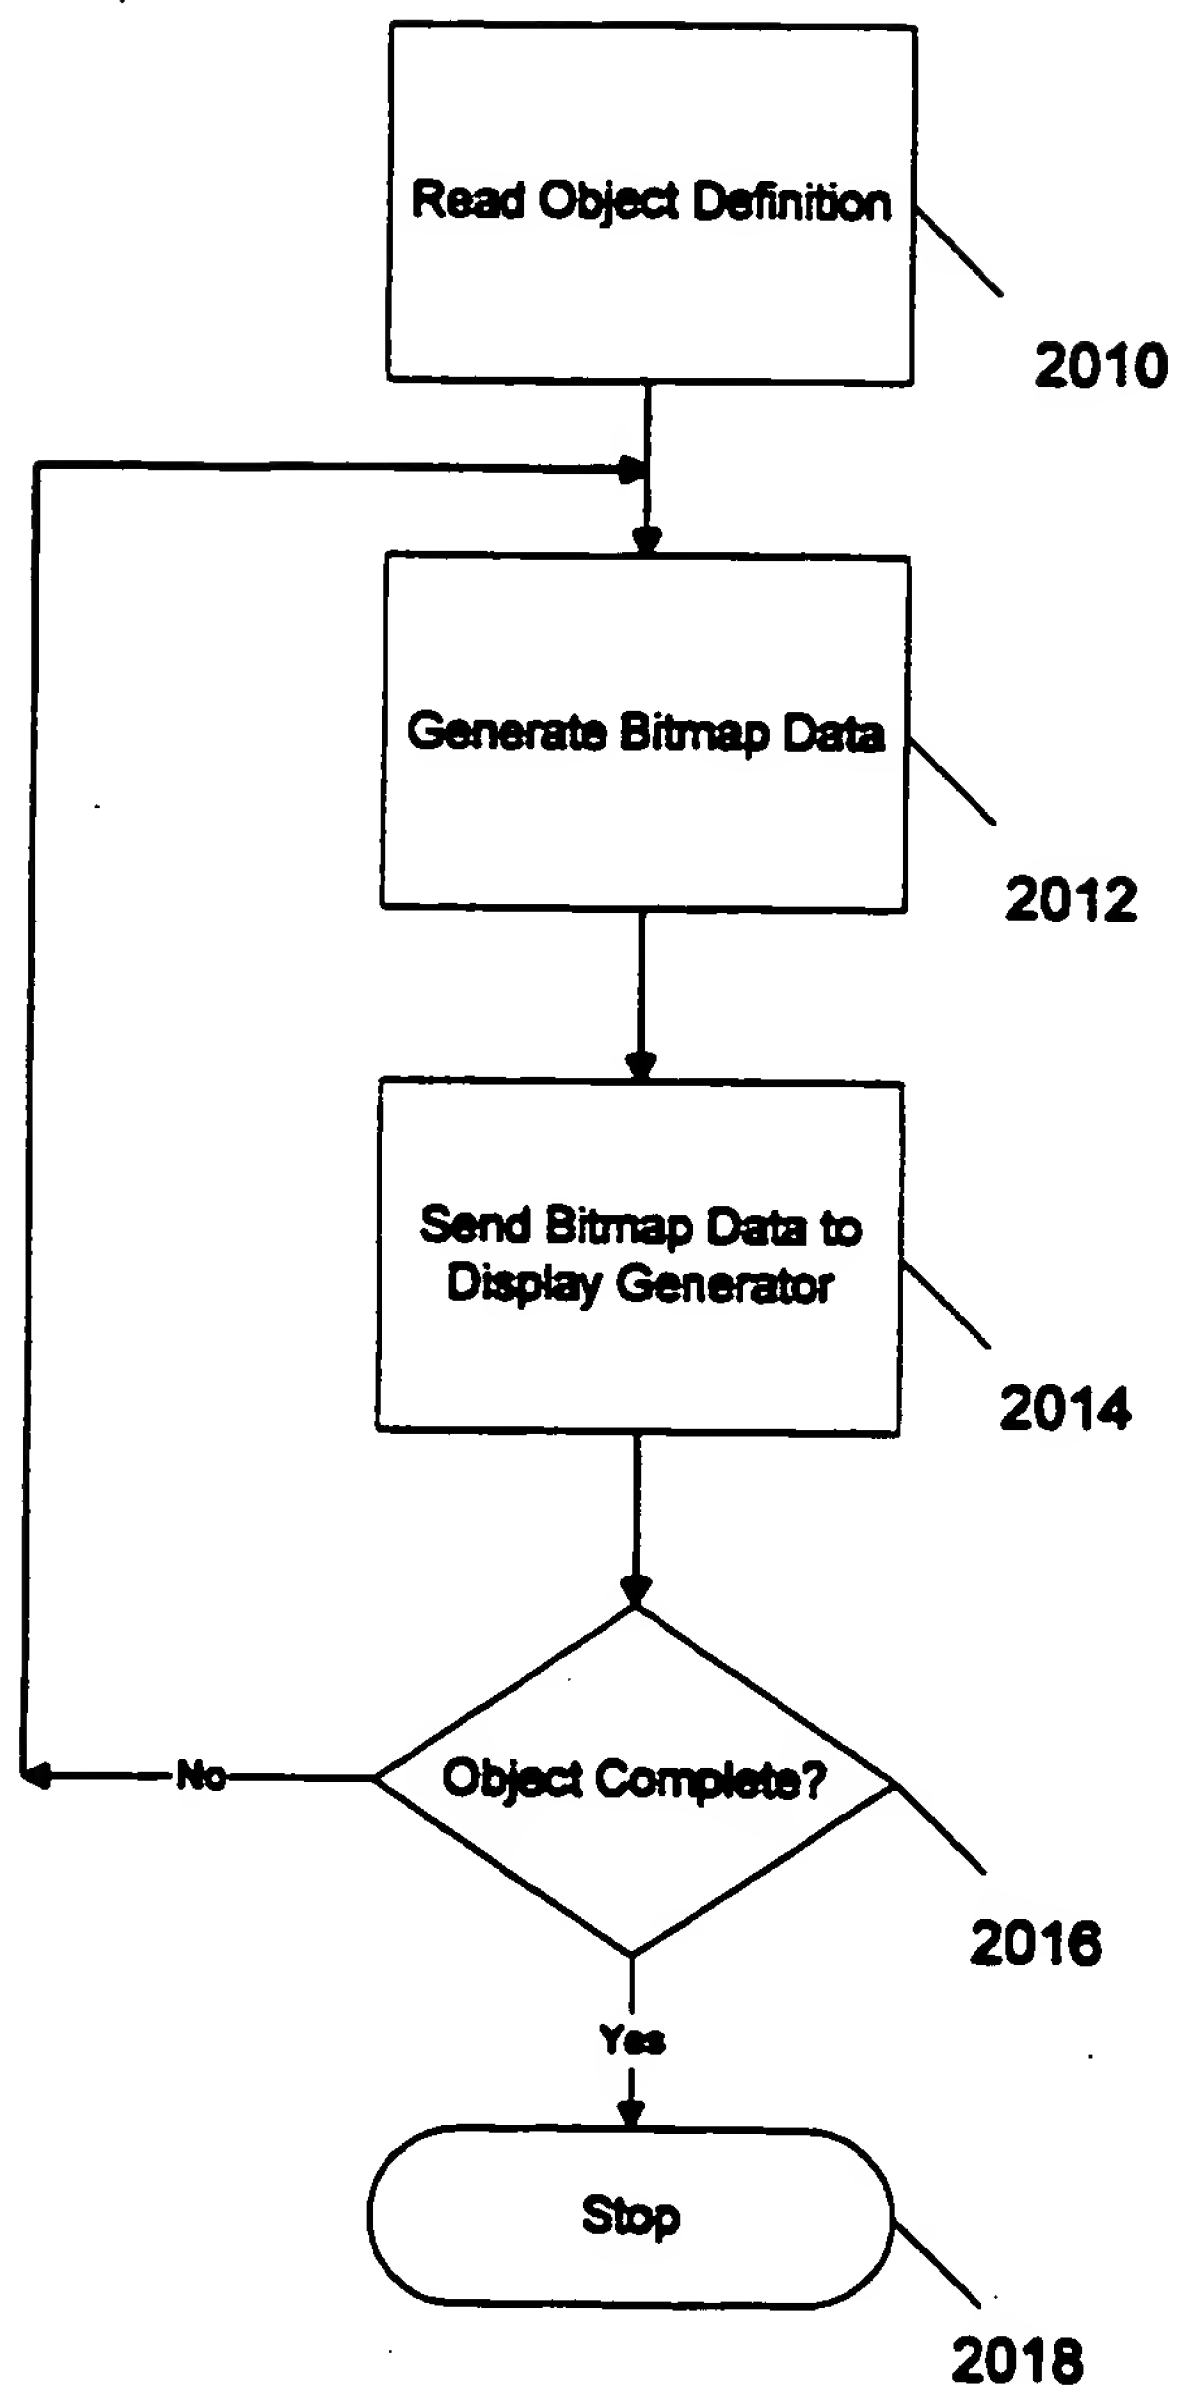 Read Object Definition
2010
Generate Bitmap Data
2012
Send Bitmap Data to
Display Generator
2014
Object Complete?
No
2016
Yes
Stop
2018